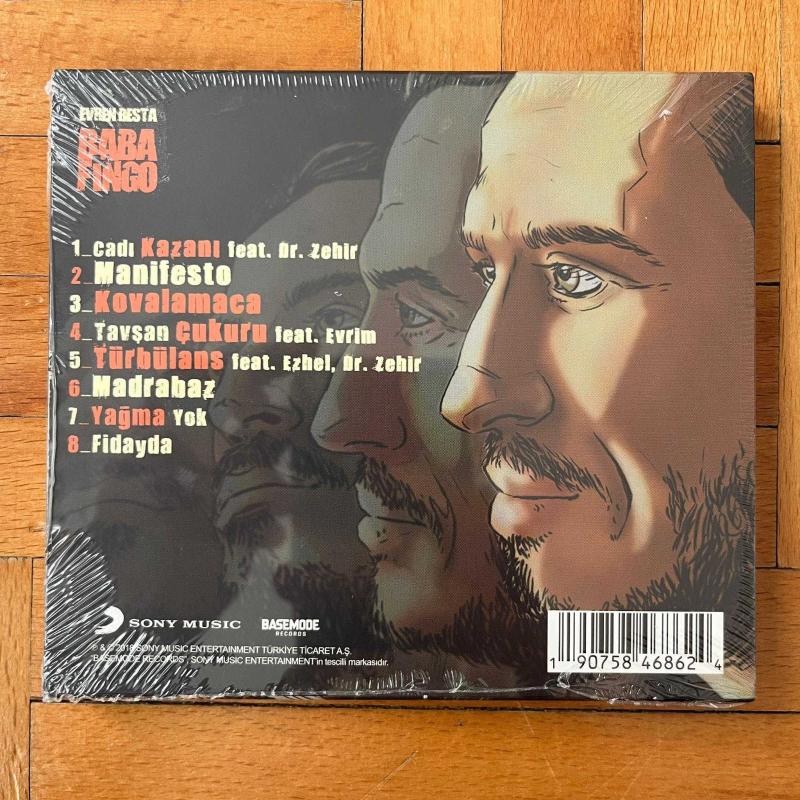 EVREN BESTA
BABA
FINGO
1_Cadı Kazanı feat. Dr. Zehir
2_Manifesto
3_Kovalamaca
4_Tavşan Çukuru feat. Evrim
5_Türbülans feat. Ezhel, Dr. Zehir
6_Madrabaz
7_Yağma Yok
8_Fidayda
SONY MUSIC
BASEMODE
RECORDS
℗ & © 2018 SONY MUSIC ENTERTAINMENT TÜRKİYE TİCARET A.Ş.
BASEMODE RECORDS", SONY MUSIC ENTERTAINMENT'in tescili markasıdır.
1 90758 46862 4